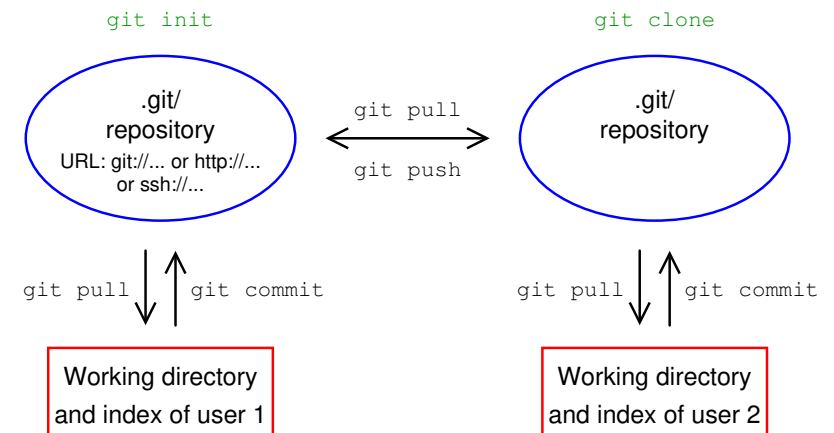 git init
git clone
.git/
repository
URL: git://... or http://...
or ssh://...
git pull
git push
.git/
repository
git pull
git commit
git pull
git commit
Working directory
and index of user 1
Working directory
and index of user 2